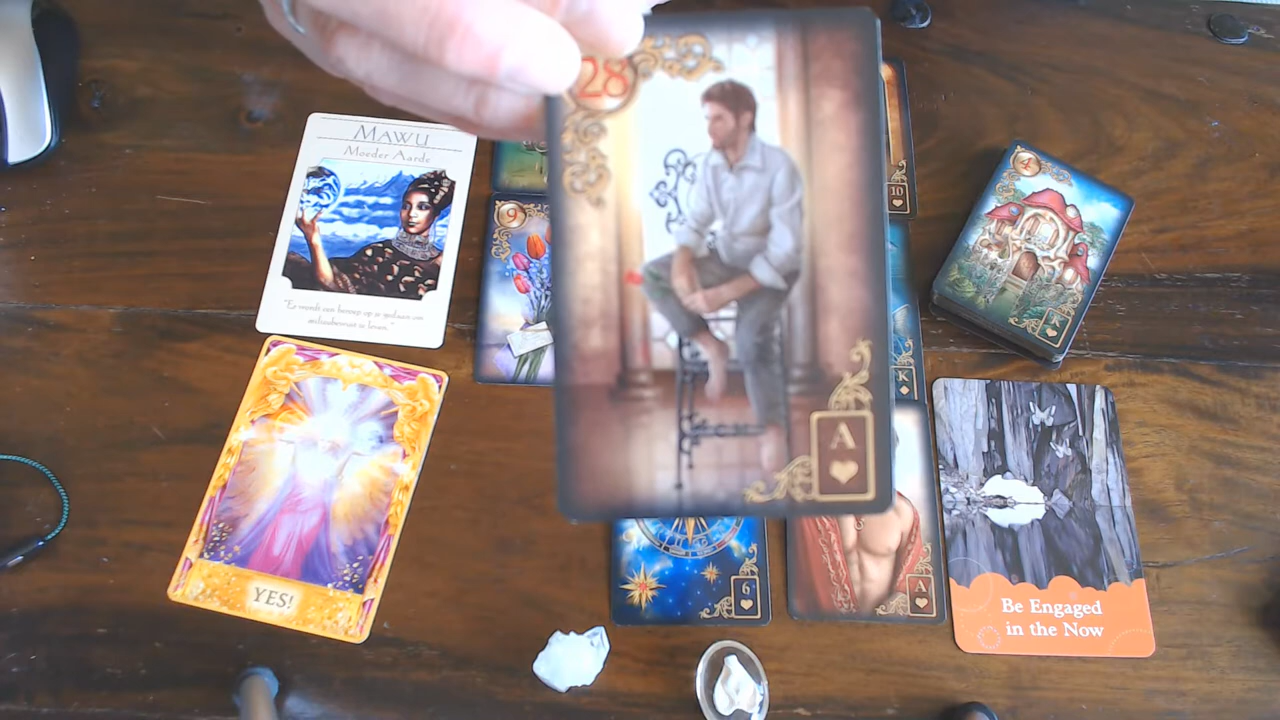 28
A
MAWU
Moeder Aarde
9
10
4
K
K
YES!
6
A
Be Engaged
in the Now